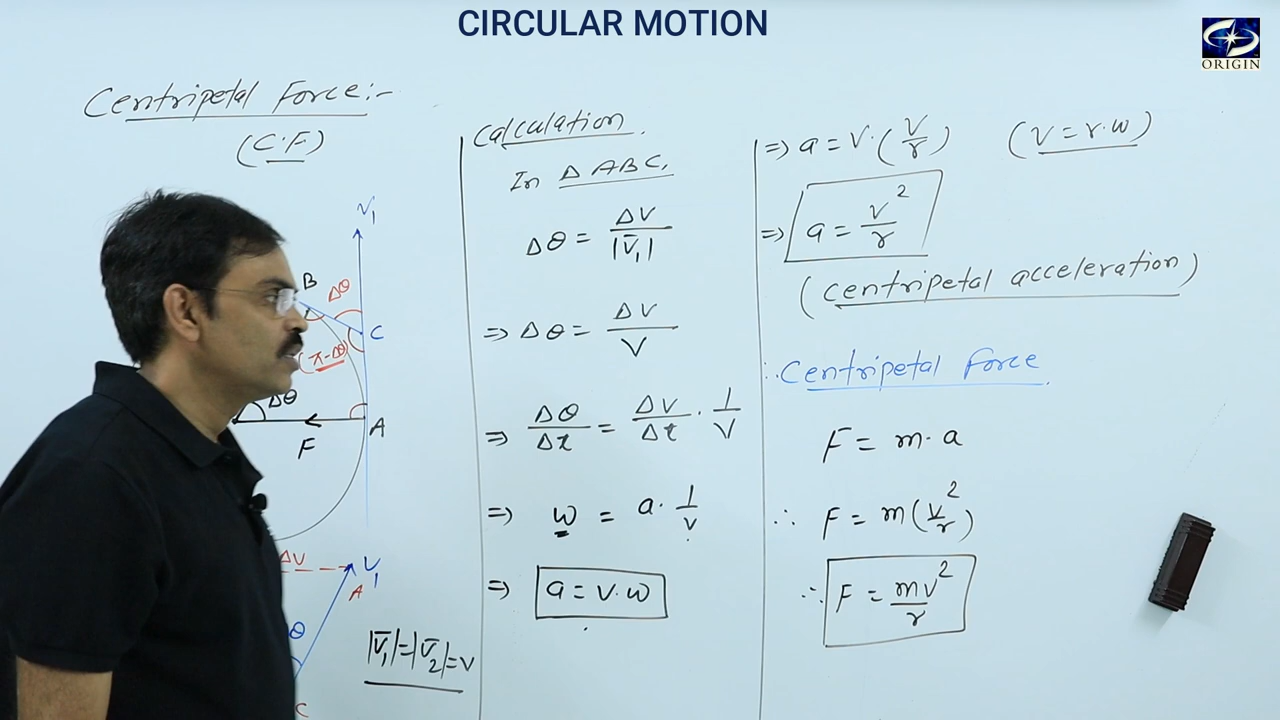 CIRCULAR MOTION
ORIGIN
Centripetal Force:-
(C.F)
V₁
B
Δθ
C
(π-Δθ)
Δθ
A
F
ΔV
V₁
A
θ
C
|V̄₁|=|V̄₂|=V
Calculation.
In Δ ABC,
Δθ = ΔV/|V̄₁|
⇒ Δθ = ΔV/V
⇒ Δθ/Δt = ΔV/Δt · 1/V
⇒ ω = a · 1/v
⇒ a = v.ω
⇒ a = V.(V/r) (V = r.ω)
⇒ a = v²/r
(centripetal acceleration)
∴ Centripetal Force.
F = m. a
∴ F = m(v²/r)
∴ F = mv²/r